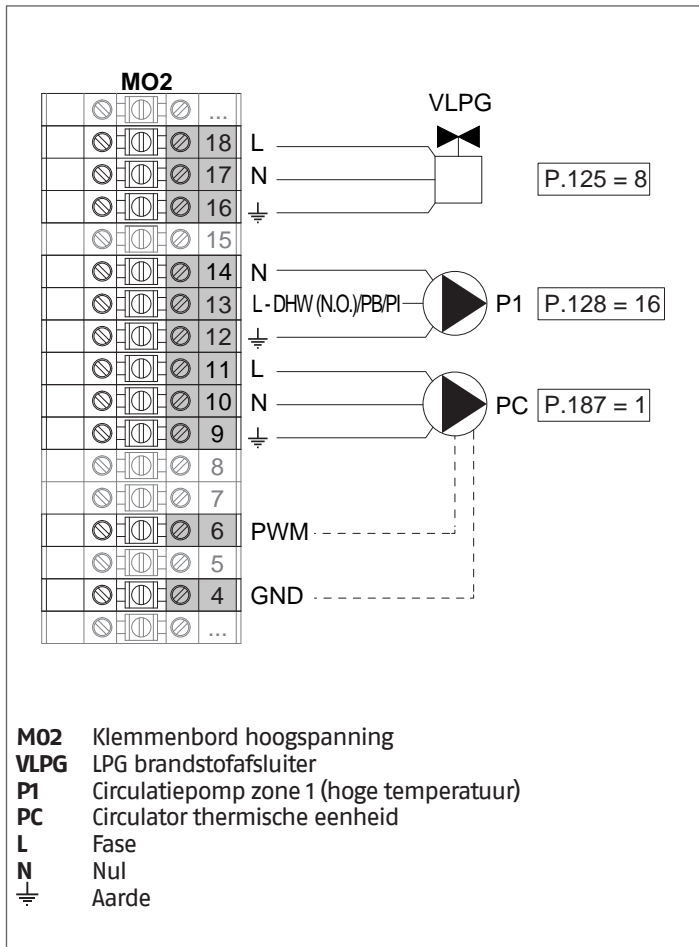 MO2
...
18 L
17 N
16 ⏚
15
14 N
13 L - DHW (N.O.)/PB/PI
12 ⏚
11 L
10 N
9 ⏚
8
7
6 PWM
5
4 GND
...
VLPG
P.125 = 8
P1 P.128 = 16
PC P.187 = 1
M02 Klemmenbord hoogspanning
VLPG LPG brandstofafsluiter
P1 Circulatiepomp zone 1 (hoge temperatuur)
PC Circulator thermische eenheid
L Fase
N Nul
⏚ Aarde